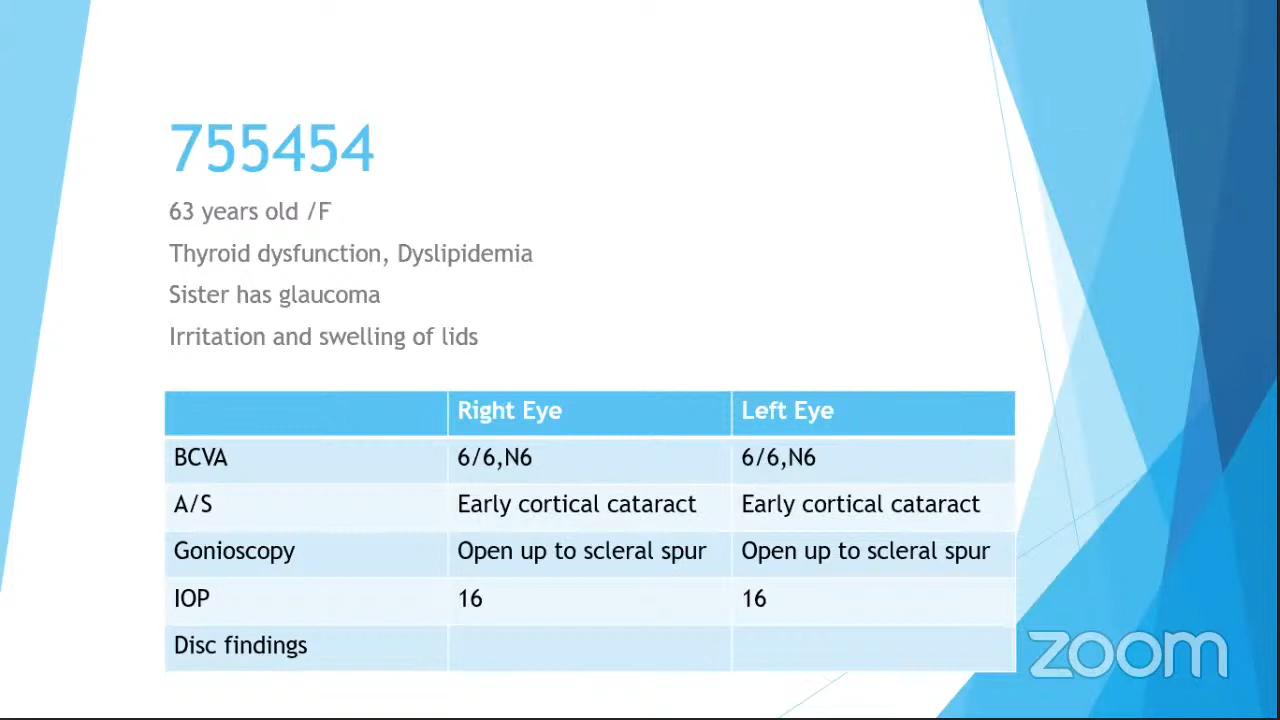 755454
63 years old /F
Thyroid dysfunction, Dyslipidemia
Sister has glaucoma
Irritation and swelling of lids
Right Eye Left Eye
BCVA 6/6,N6 6/6,N6
A/S Early cortical cataract Early cortical cataract
Gonioscopy Open up to scleral spur Open up to scleral spur
IOP 16 16
Disc findings
zoom